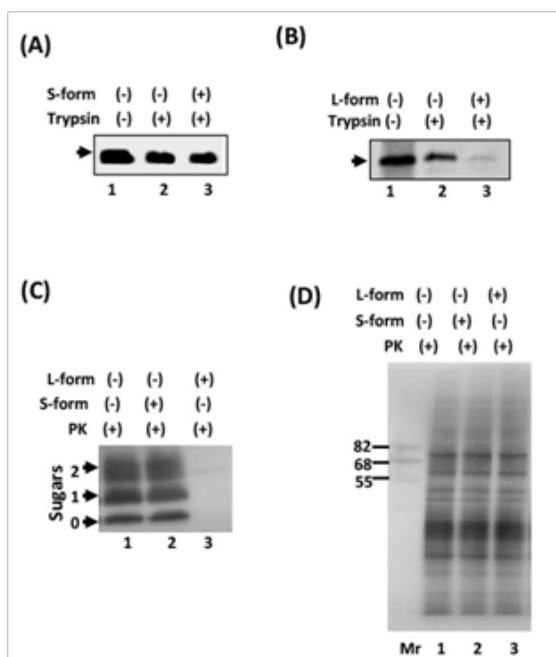 (A)
S-form (-) (-) (+)
Trypsin (-) (+) (+)
1 2 3
(B)
L-form (-) (-) (+)
Trypsin (-) (+) (+)
1 2 3
(C)
L-form (-) (-) (+)
S-form (-) (+) (-)
PK (+) (+) (+)
Sugars
2
1
0
1 2 3
(D)
L-form (-) (-) (+)
S-form (-) (+) (-)
PK (+) (+) (+)
82
68
55
Mr 1 2 3